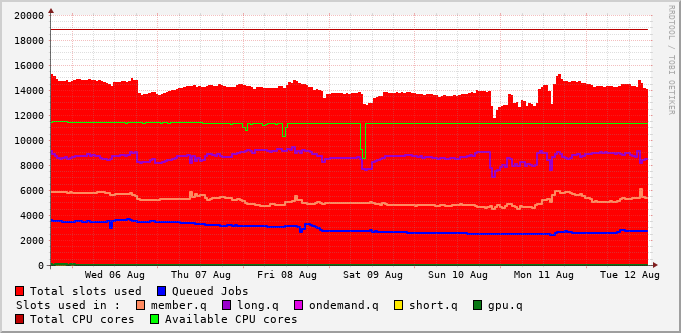 20000
18000
16000
14000
12000
10000
8000
6000
4000
2000
0
Wed 06 Aug Thu 07 Aug Fri 08 Aug Sat 09 Aug Sun 10 Aug Mon 11 Aug Tue 12 Aug
Total slots used Queued Jobs
Slots used in : member.q long.q ondemand.q short.q gpu.q
Total CPU cores Available CPU cores
RRDTOOL / TOBI OETIKER